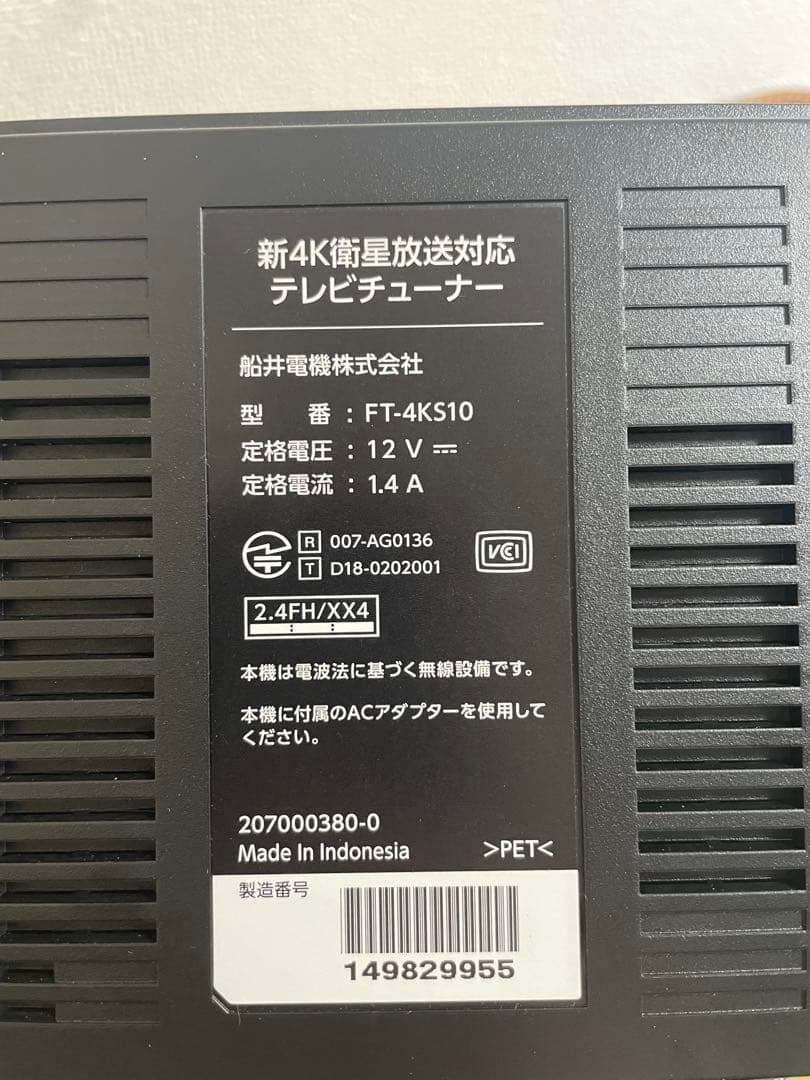 新4K衛星放送対応
テレビチューナー
船井電機株式会社
型 番 : FT-4KS10
定格電圧 : 12 V ⎓
定格電流 : 1.4 A
R 007-AG0136
T D18-0202001
VCI
2.4FH/XX4
本機は電波法に基づく無線設備です。
本機に付属のACアダプターを使用して
ください。
207000380-0
Made In Indonesia >PET<
製造番号
149829955